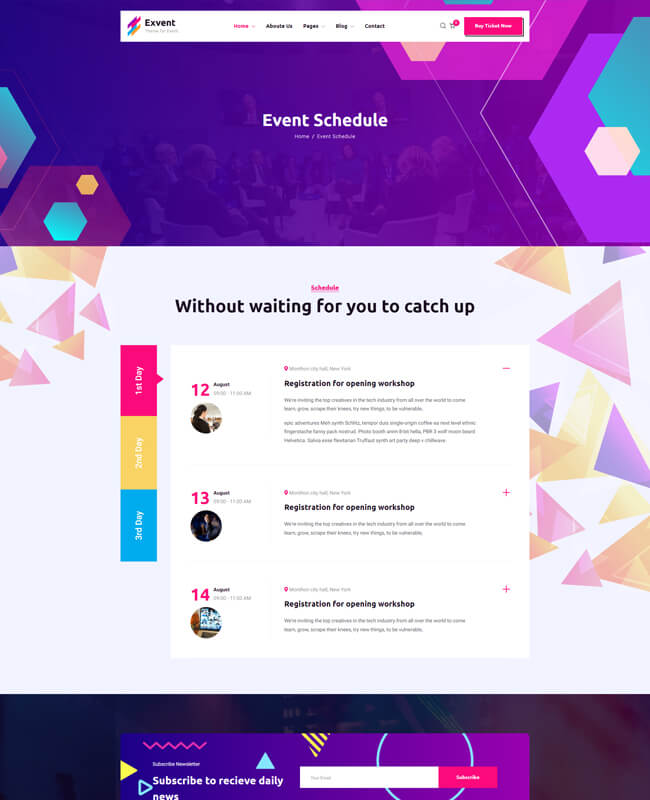 Exvent
Theme for Event
Home
Aboute Us
Pages
Blog
Contact
0
Buy Ticket Now
Event Schedule
Home / Event Schedule
Schedule
Without waiting for you to catch up
1st Day
2nd Day
3rd Day
12
August
09:00 - 11:00 AM
Monthon city hall, New York
Registration for opening workshop
We're inviting the top creatives in the tech industry from all over the world to come
learn, grow, scrape their knees, try new things, to be vulnerable.
epic adventures Meh synth Schlitz, tempor duis single-origin coffee ea next level ethnic
fingerstache fanny pack nostrud. Photo booth anim 8-bit hella, PBR 3 wolf moon beard
Helvetica. Salvia esse flexitarian Truffaut synth art party deep v chillwave.
13
August
09:00 - 11:00 AM
Monthon city hall, New York
Registration for opening workshop
We're inviting the top creatives in the tech industry from all over the world to come
learn, grow, scrape their knees, try new things, to be vulnerable.
14
August
09:00 - 11:00 AM
Monthon city hall, New York
Registration for opening workshop
We're inviting the top creatives in the tech industry from all over the world to come
learn, grow, scrape their knees, try new things, to be vulnerable.
Subscribe Newsletter
Subscribe to recieve daily
news
Your Email
Subscribe